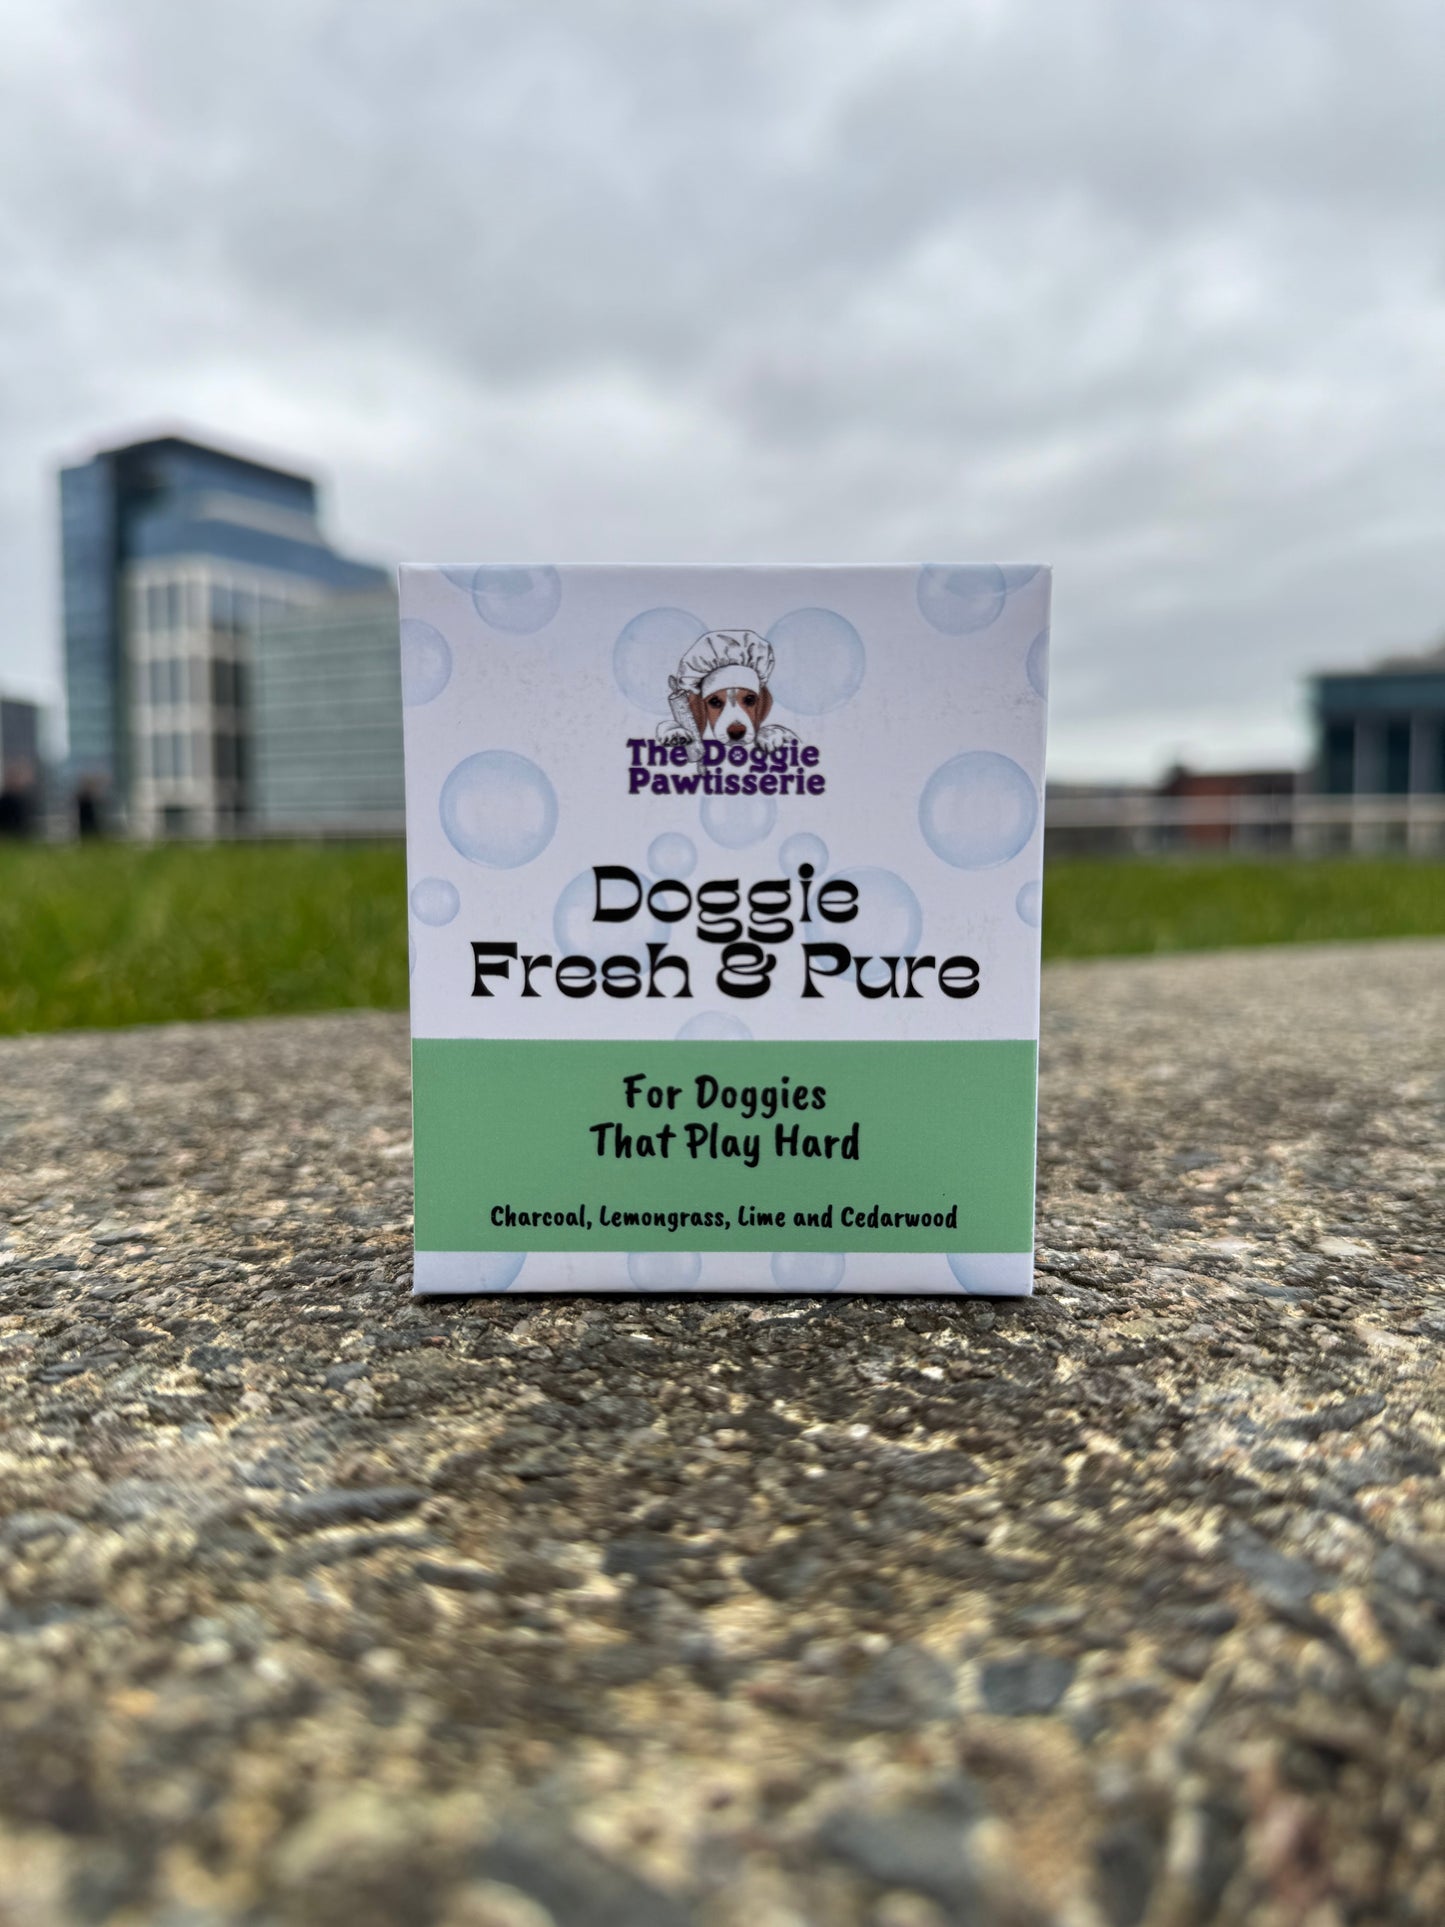 The Doggie
Pawtisserie
Doggie
Fresh & Pure
For Doggies
That Play Hard
Charcoal, Lemongrass, Lime and Cedarwood